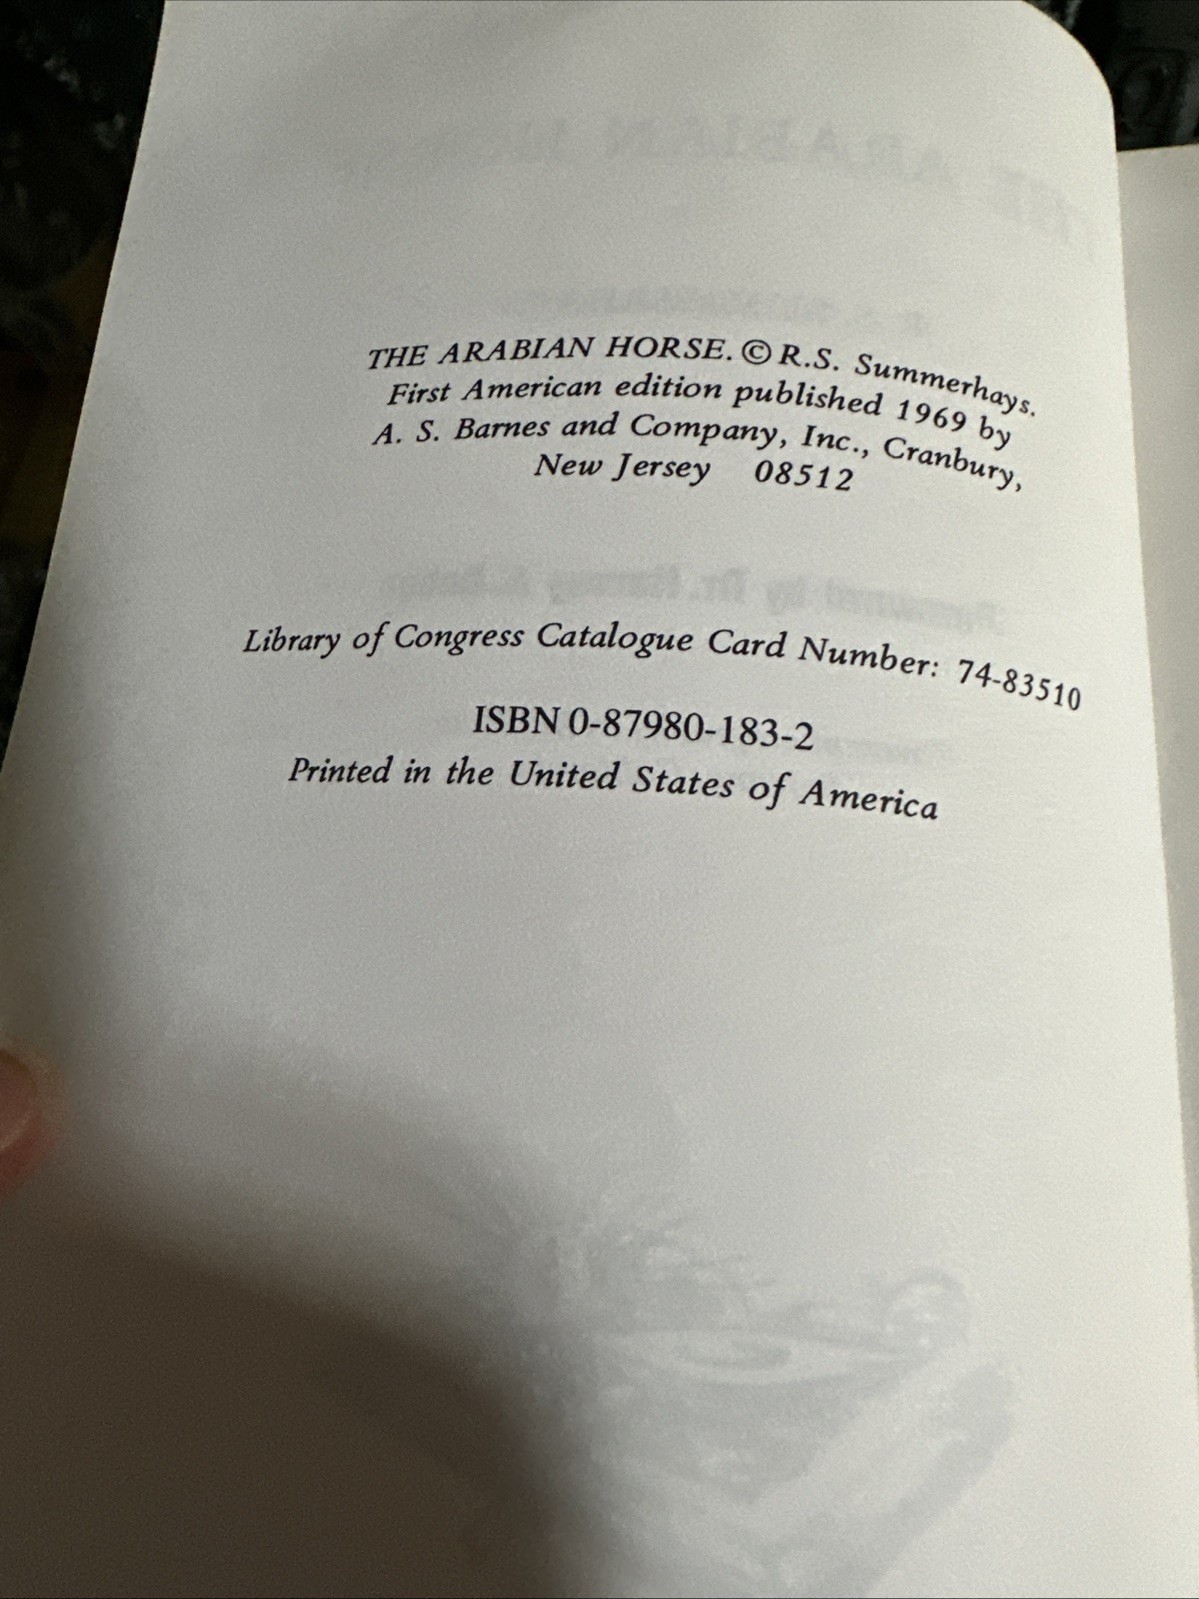 THE ARABIAN HORSE. © R.S. Summerhays.
First American edition published 1969 by
A. S. Barnes and Company, Inc., Cranbury,
New Jersey 08512
Library of Congress Catalogue Card Number: 74-83510
ISBN 0-87980-183-2
Printed in the United States of America